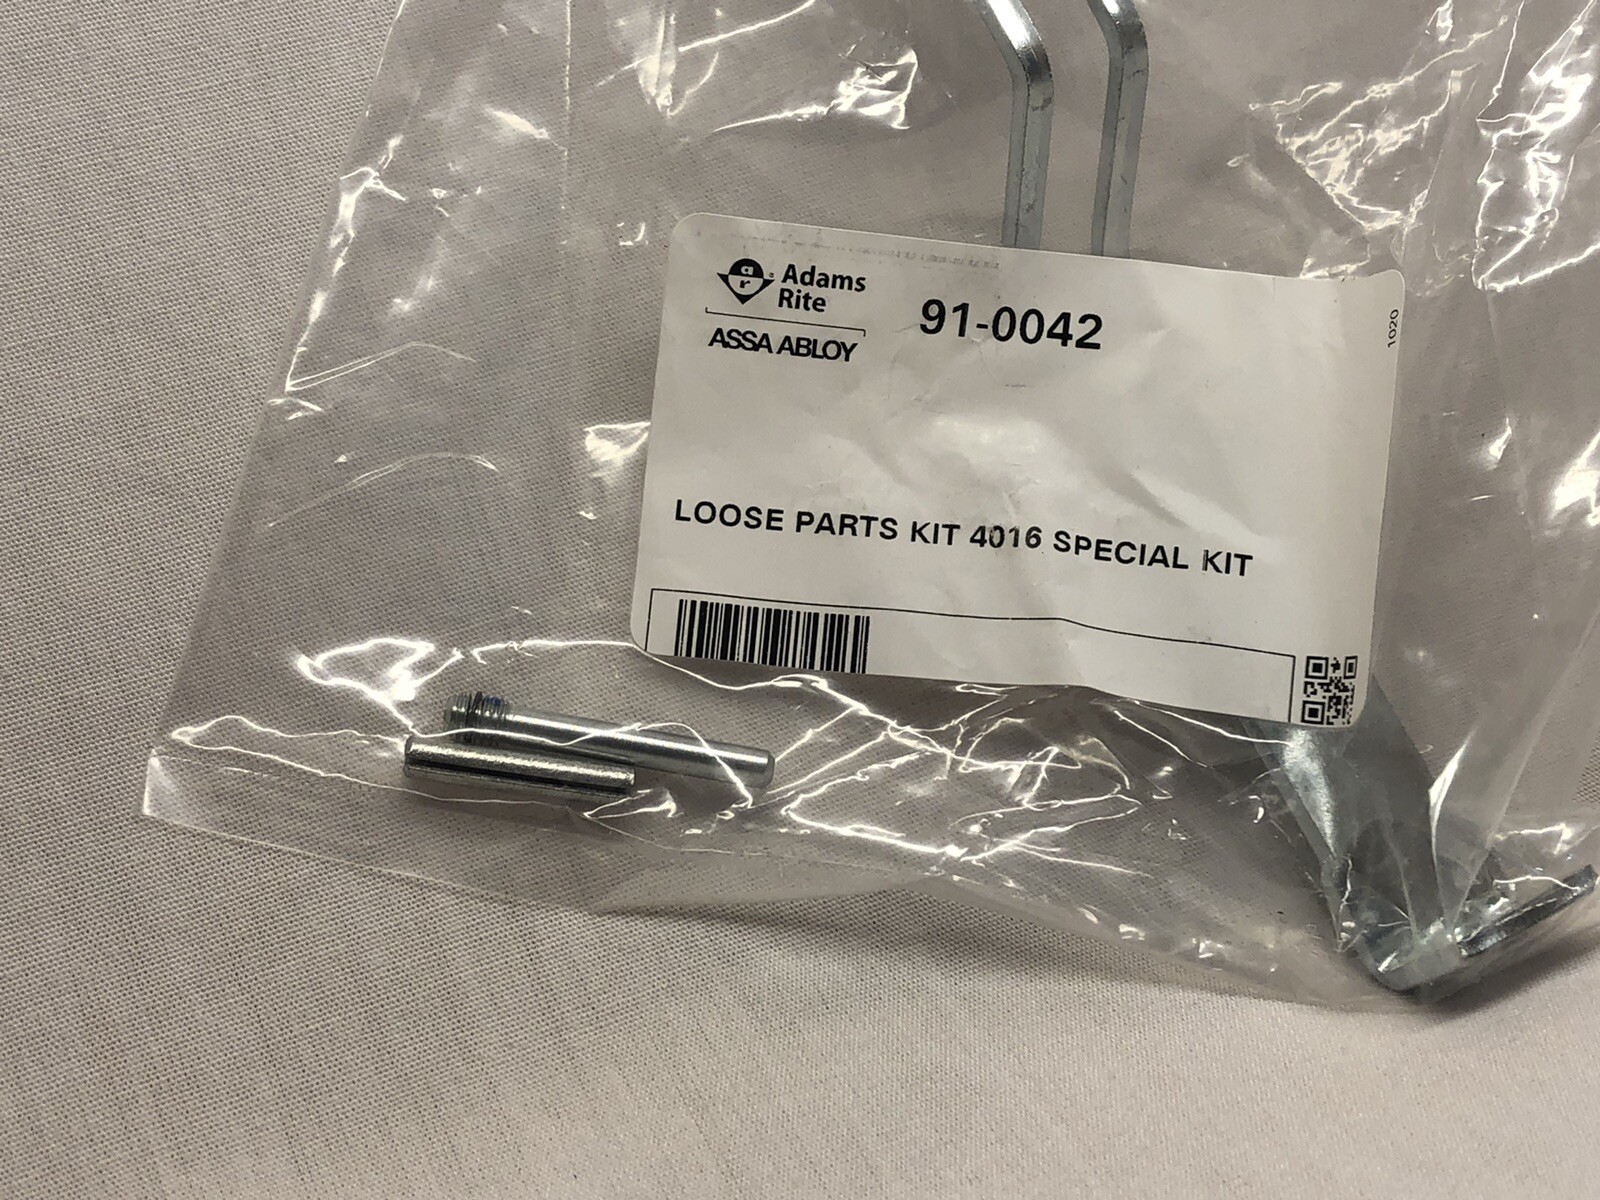 Adams
Rite
ASSA ABLOY
91-0042
1020
LOOSE PARTS KIT 4016 SPECIAL KIT